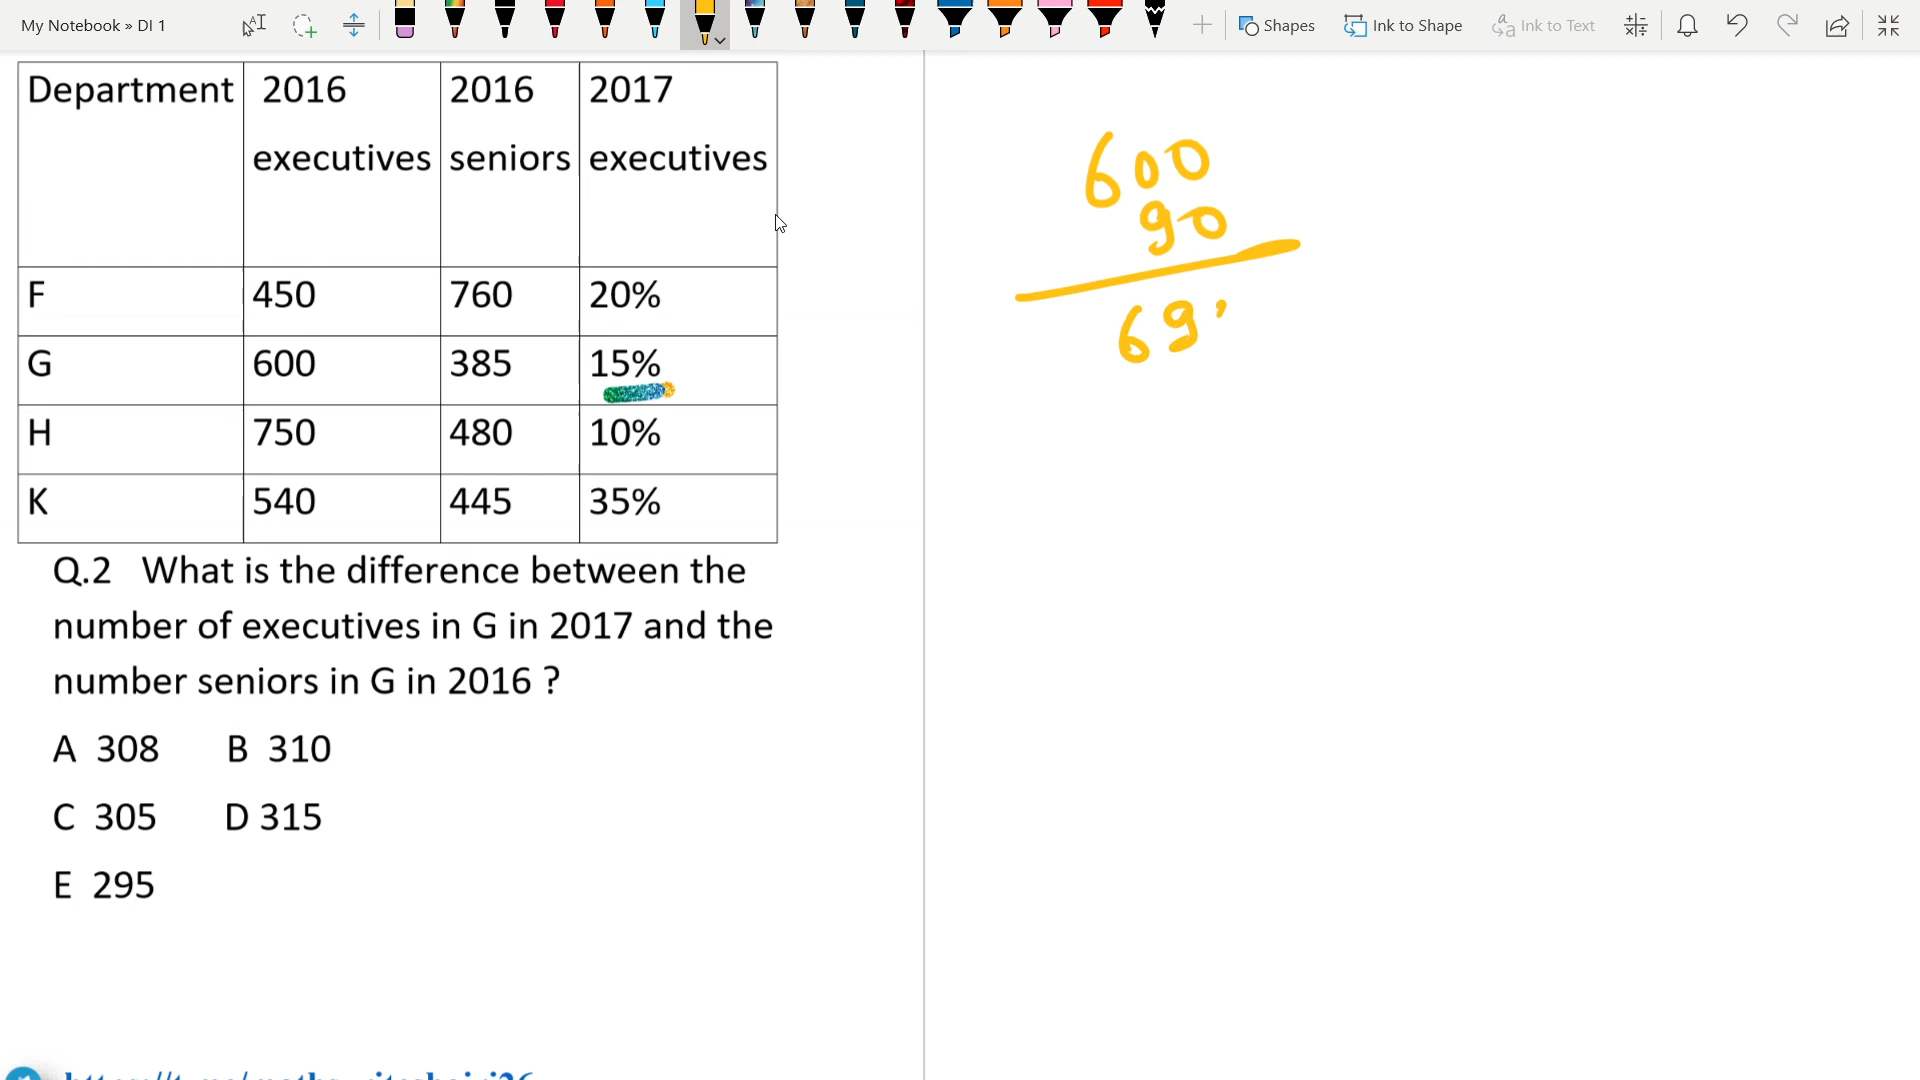 My Notebook » DI 1
Shapes
Ink to Shape
Ink to Text
Department 2016 executives 2016 seniors 2017 executives
F 450 760 20%
G 600 385 15%
H 750 480 10%
K 540 445 35%
Q.2 What is the difference between the
number of executives in G in 2017 and the
number seniors in G in 2016 ?
A 308 B 310
C 305 D 315
E 295
600
90
69